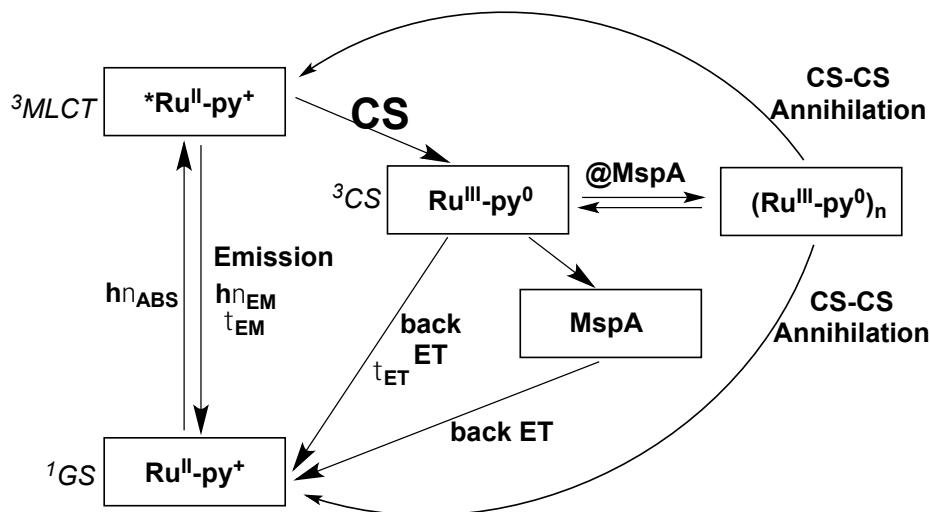 CS-CS
Annihilation
³MLCT
*Ruᴵᴵ-py⁺
CS
³CS
Ruᴵᴵᴵ-py⁰
@MspA
(Ruᴵᴵᴵ-py⁰)ₙ
Emission
hnABS
hnEM
tEM
CS-CS
Annihilation
MspA
back
ET
tET
back ET
¹GS
Ruᴵᴵ-py⁺